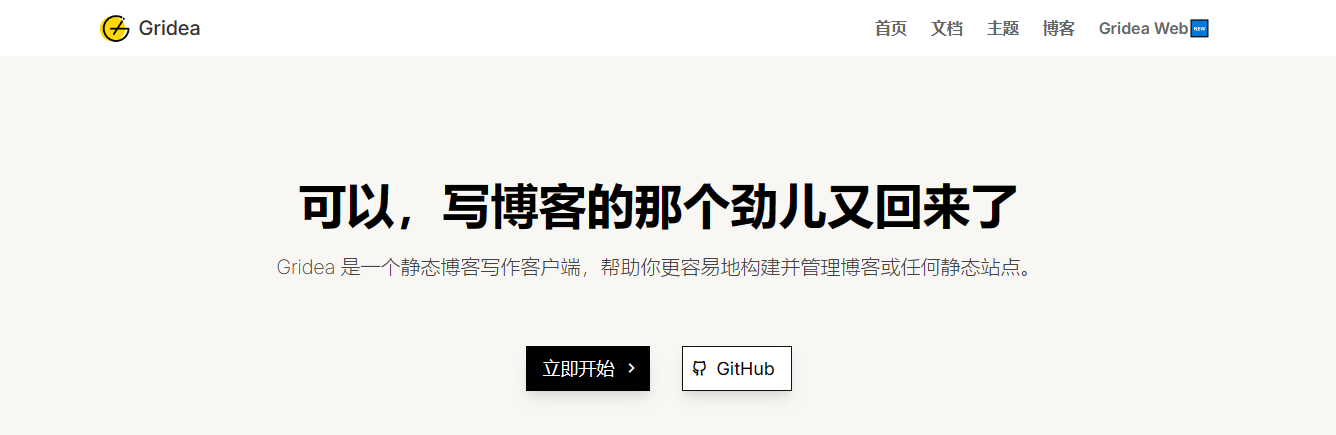 Gridea 首页 文档 主题 博客 Gridea Web NEW
可以，写博客的那个劲儿又回来了
Gridea 是一个静态博客写作客户端，帮助你更容易地构建并管理博客或任何静态站点。
立即开始 GitHub